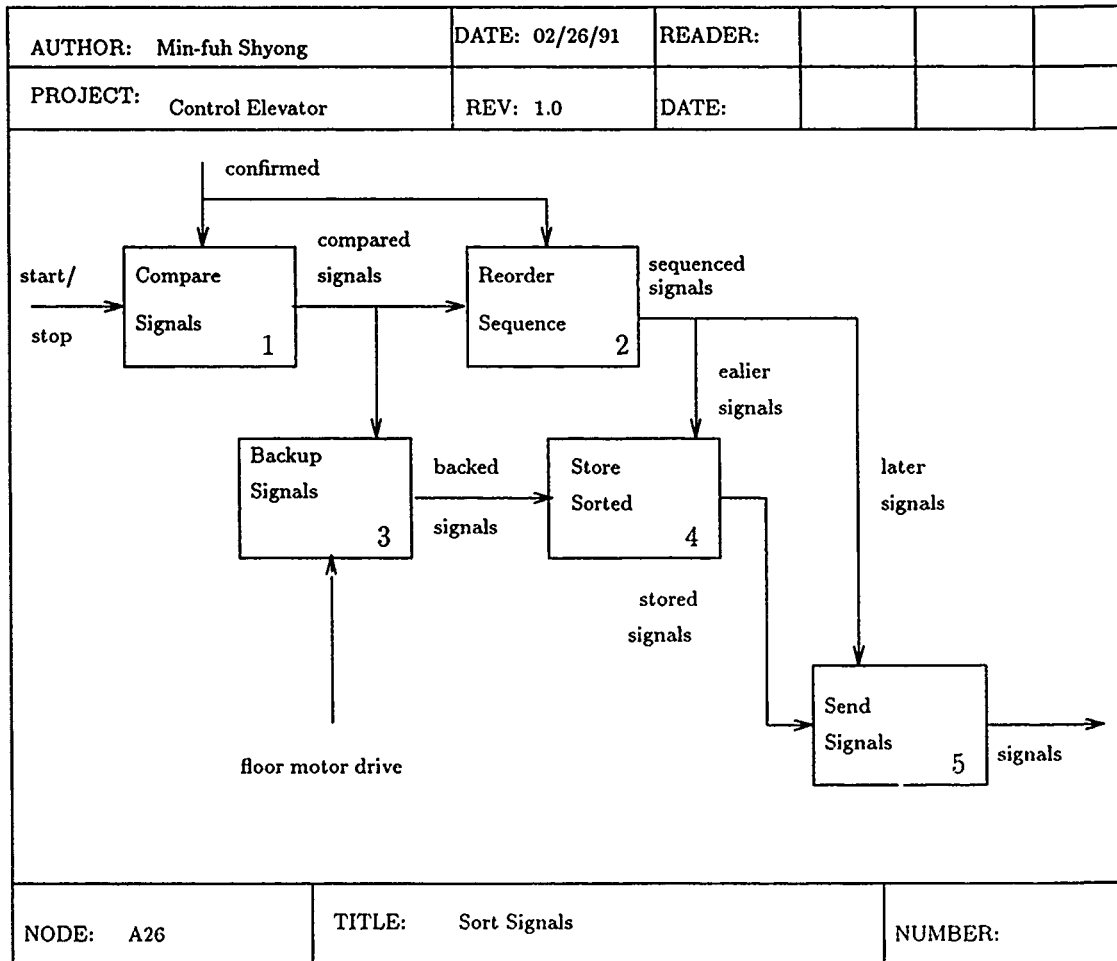 AUTHOR: Min-fuh Shyong
DATE: 02/26/91
READER:
PROJECT: Control Elevator
REV: 1.0
DATE:
confirmed
start/
stop
Compare
Signals
1
compared
signals
Reorder
Sequence
2
sequenced
signals
ealier
signals
later
signals
Backup
Signals
3
backed
signals
Store
Sorted
4
stored
signals
floor motor drive
Send
Signals
5
signals
NODE: A26
TITLE: Sort Signals
NUMBER: